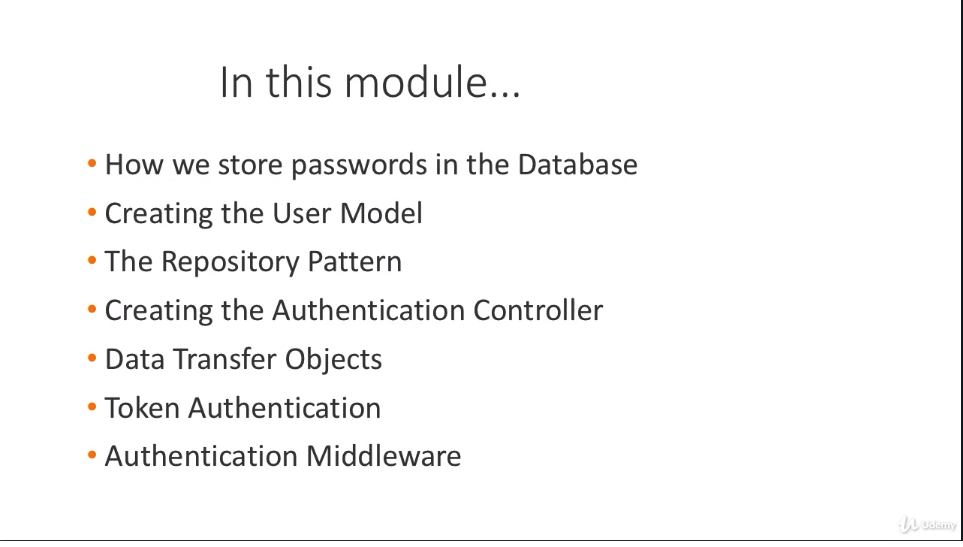 In this module...
• How we store passwords in the Database
• Creating the User Model
• The Repository Pattern
• Creating the Authentication Controller
• Data Transfer Objects
• Token Authentication
• Authentication Middleware
Udemy